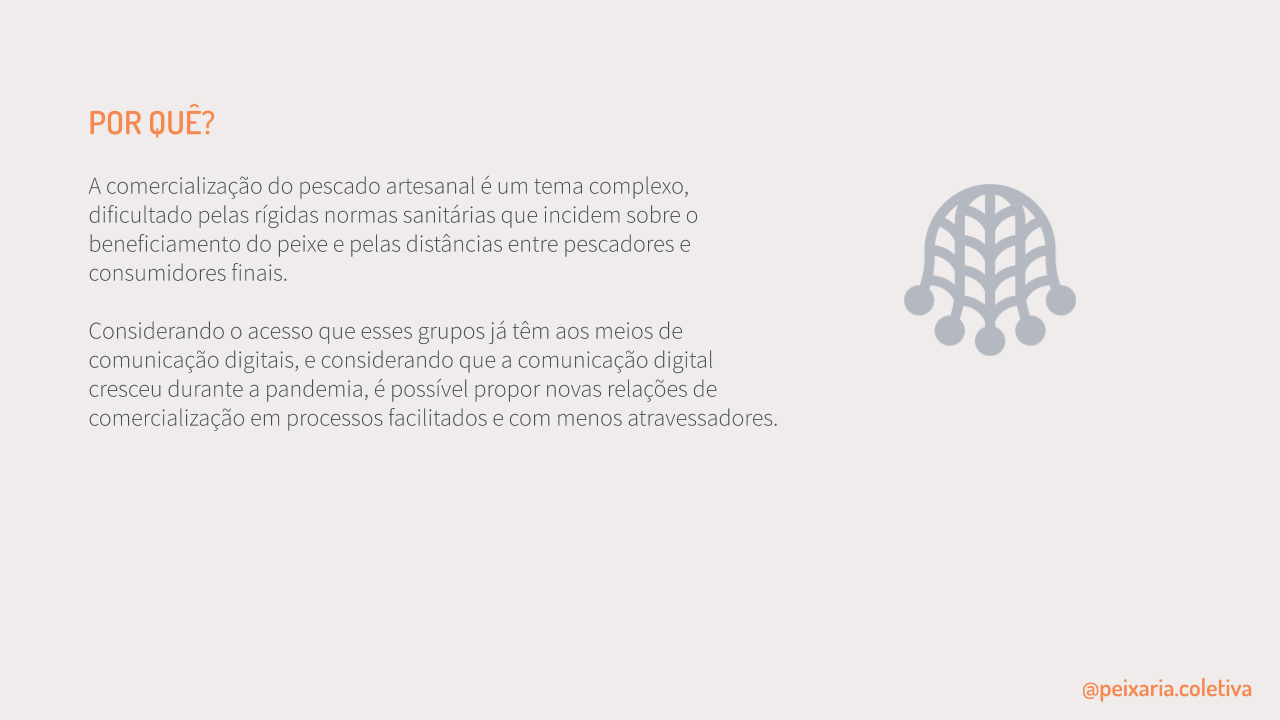 POR QUÊ?
A comercialização do pescado artesanal é um tema complexo,
dificultado pelas rígidas normas sanitárias que incidem sobre o
beneficiamento do peixe e pelas distâncias entre pescadores e
consumidores finais.
Considerando o acesso que esses grupos já têm aos meios de
comunicação digitais, e considerando que a comunicação digital
cresceu durante a pandemia, é possível propor novas relações de
comercialização em processos facilitados e com menos atravessadores.
@peixaria.coletiva